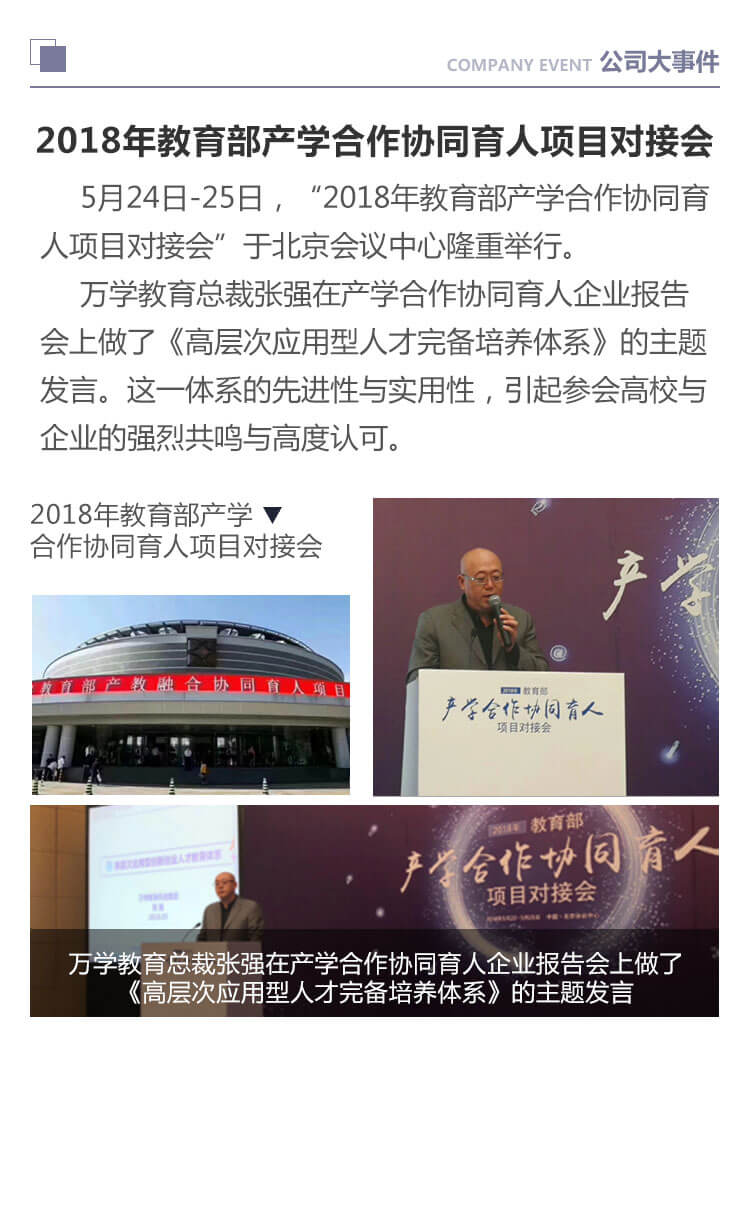 COMPANY EVENT 公司大事件
2018年教育部产学合作协同育人项目对接会
5月24日-25日，“2018年教育部产学合作协同育
人项目对接会”于北京会议中心隆重举行。
万学教育总裁张强在产学合作协同育人企业报告
会上做了《高层次应用型人才完备培养体系》的主题
发言。这一体系的先进性与实用性，引起参会高校与
企业的强烈共鸣与高度认可。
2018年教育部产学▼
合作协同育人项目对接会
教育部产教融合协同育人项目
产学
2018年 教育部
产学合作协同育人
项目对接会
2018年 教育部
产学合作协同育人
项目对接会
万学教育总裁张强在产学合作协同育人企业报告会上做了
《高层次应用型人才完备培养体系》的主题发言